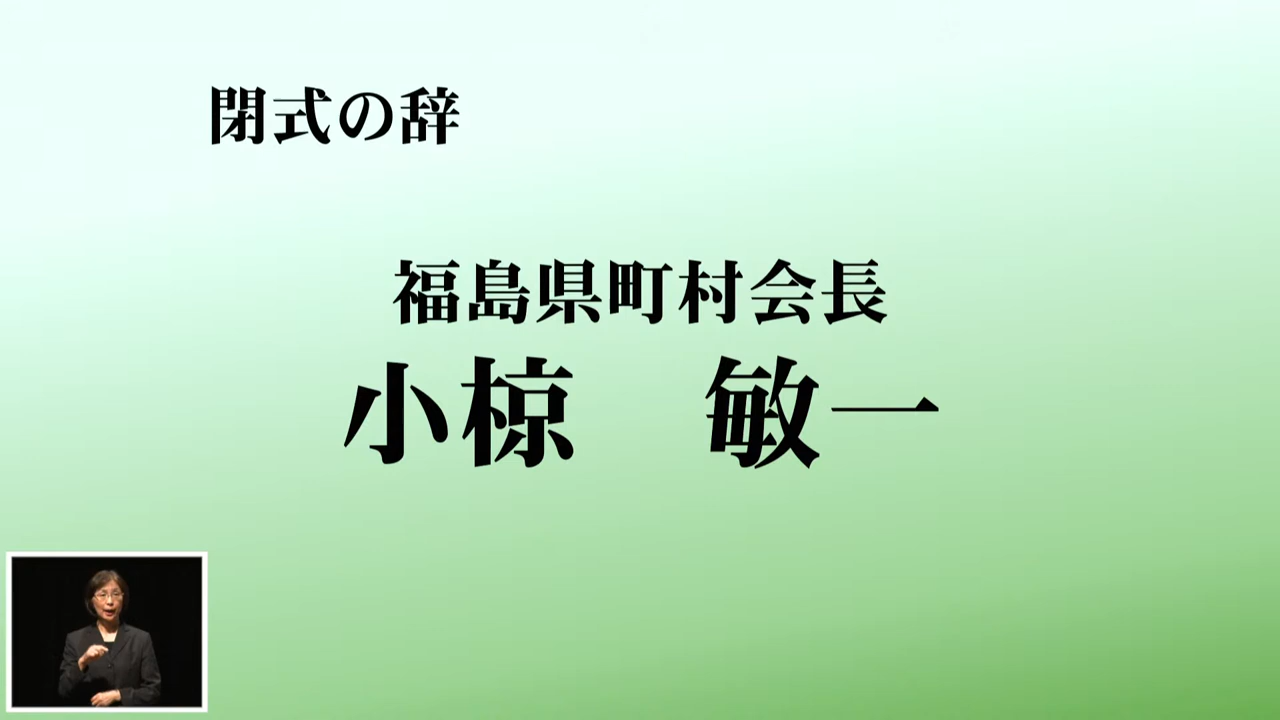 閉式の辞
福島県町村会長
小椋　敏一